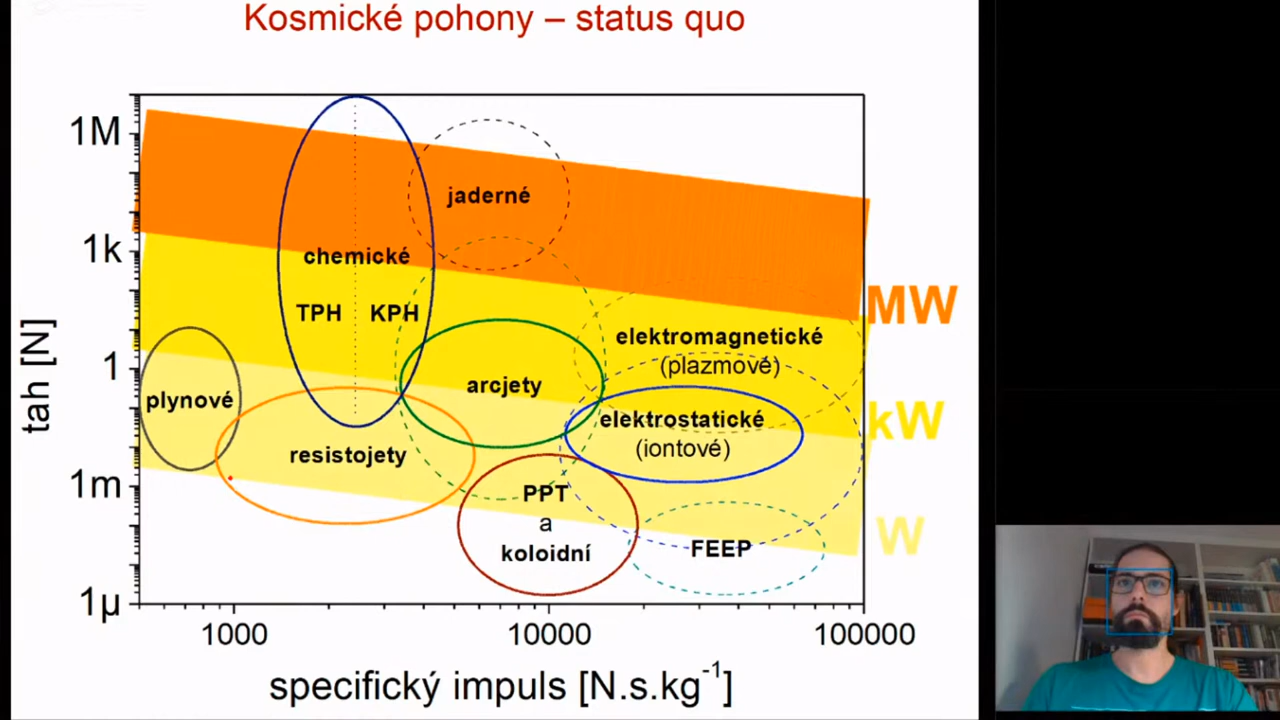 Kosmické pohony – status quo
1M
1k
1
1m
1µ
tah [N]
jaderné
chemické
TPH KPH
elektromagnetické
(plazmové)
plynové
arcjety
elektrostatické
(iontové)
resistojety
PPT
a
koloidní
FEEP
MW
kW
W
1000 10000 100000
specifický impuls [N.s.kg⁻¹]